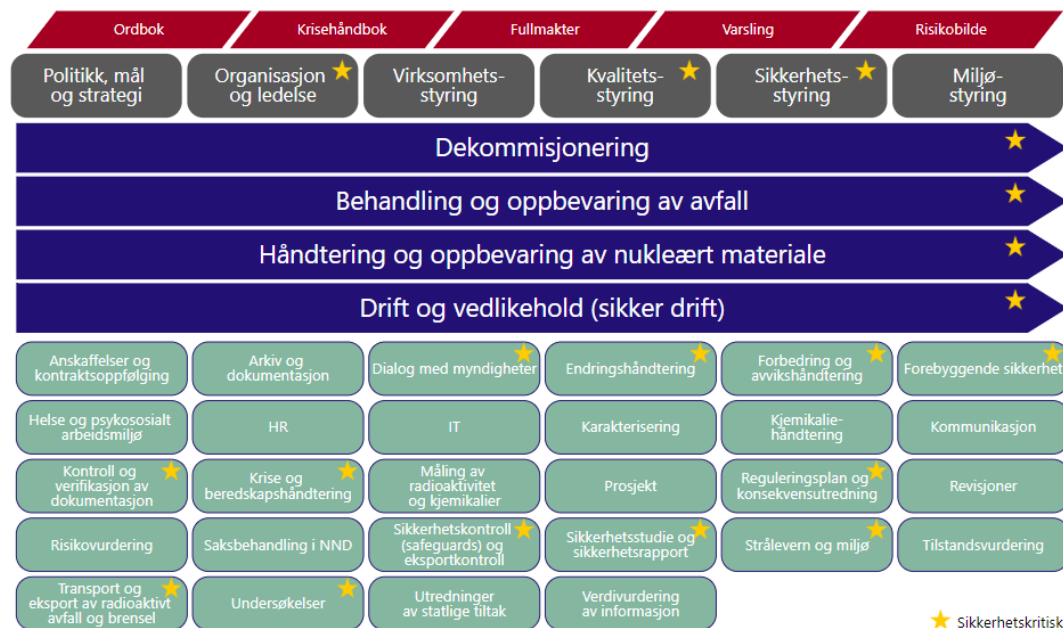 Ordbok
Krisehåndbok
Fullmakter
Varsling
Risikobilde
Politikk, mål
og strategi
Organisasjon
og ledelse
Virksomhets-
styring
Kvalitets-
styring
Sikkerhets-
styring
Miljø-
styring
Dekommisjonering
Behandling og oppbevaring av avfall
Håndtering og oppbevaring av nukleært materiale
Drift og vedlikehold (sikker drift)
Anskaffelser og
kontraktsoppfølging
Arkiv og
dokumentasjon
Dialog med myndigheter
Endringshåndtering
Forbedring og
avvikshåndtering
Forebyggende sikkerhet
Helse og psykososialt
arbeidsmiljø
HR
IT
Karakterisering
Kjemikalie-
håndtering
Kommunikasjon
Kontroll og
verifikasjon av
dokumentasjon
Krise og
beredskapshåndtering
Måling av
radioaktivitet
og kjemikalier
Prosjekt
Reguleringsplan og
konsekvensutredning
Revisjoner
Risikovurdering
Saksbehandling i NND
Sikkerhetskontroll
(safeguards) og
eksportkontroll
Sikkerhetsstudie og
sikkerhetsrapport
Strålevern og miljø
Tilstandsvurdering
Transport og
eksport av radioaktivt
avfall og brensel
Undersøkelser
Utredninger
av statlige tiltak
Verdivurdering
av informasjon
Sikkerhetskritisk